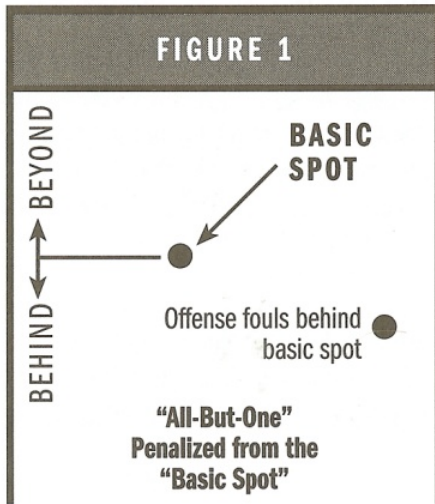 FIGURE 1
BEYOND
BEHIND
BASIC
SPOT
Offense fouls behind
basic spot
“All-But-One”
Penalized from the
“Basic Spot”